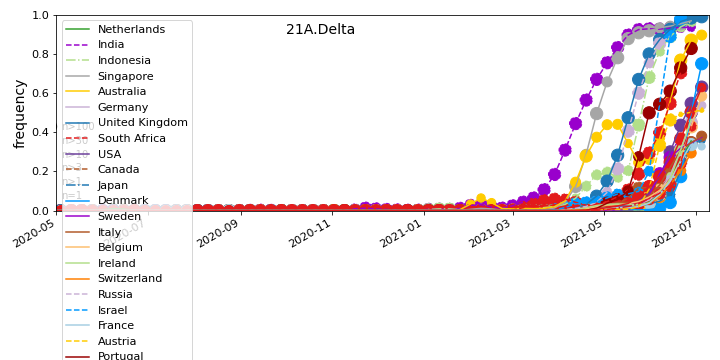 21A.Delta
frequency
1.0
0.8
0.6
0.4
0.2
0.0
2020-05
2020-07
2020-09
2020-11
2021-01
2021-03
2021-05
2021-07
Netherlands
India
Indonesia
Singapore
Australia
Germany
United Kingdom
South Africa
USA
Canada
Japan
Denmark
Sweden
Italy
Belgium
Ireland
Switzerland
Russia
Israel
France
Austria
Portugal